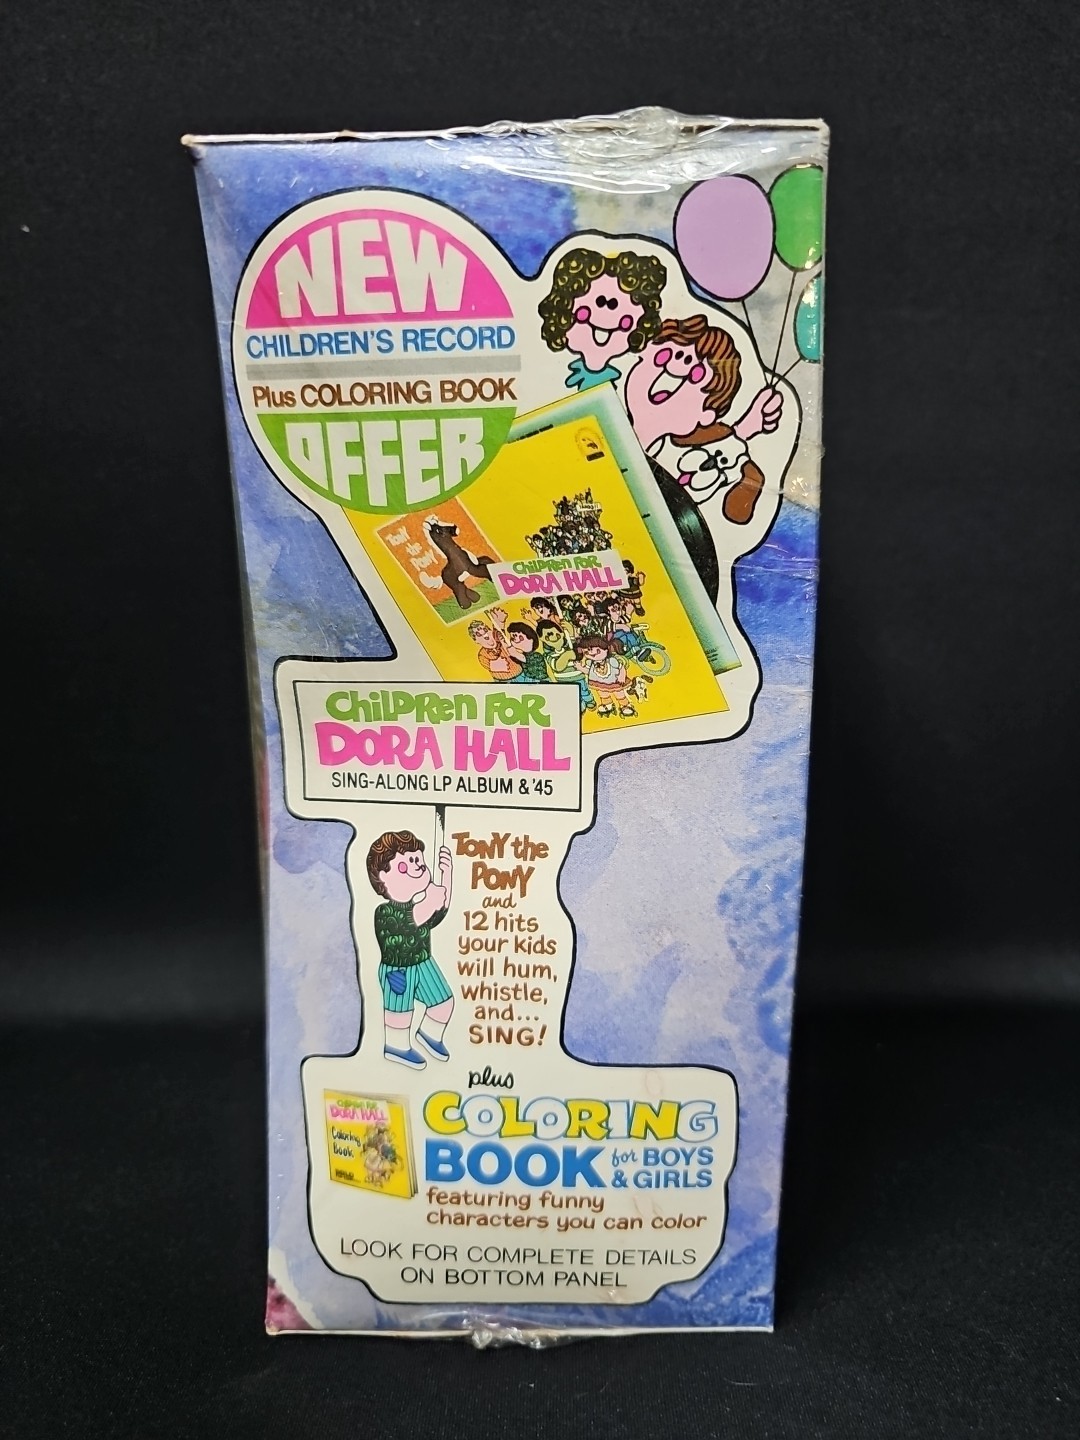 NEW
CHILDREN'S RECORD
Plus COLORING BOOK
OFFER
TONY
the
PONY
CHILDREN FOR
DORA HALL
CHILDREN FOR
DORA HALL
SING-ALONG LP ALBUM & '45
TONY the
PONY
and
12 hits
your kids
will hum,
whistle,
and...
SING!
plus
COLORING
BOOK for BOYS
& GIRLS
featuring funny
characters you can color
CHILDREN FOR
DORA HALL
Coloring
Book
LOOK FOR COMPLETE DETAILS
ON BOTTOM PANEL